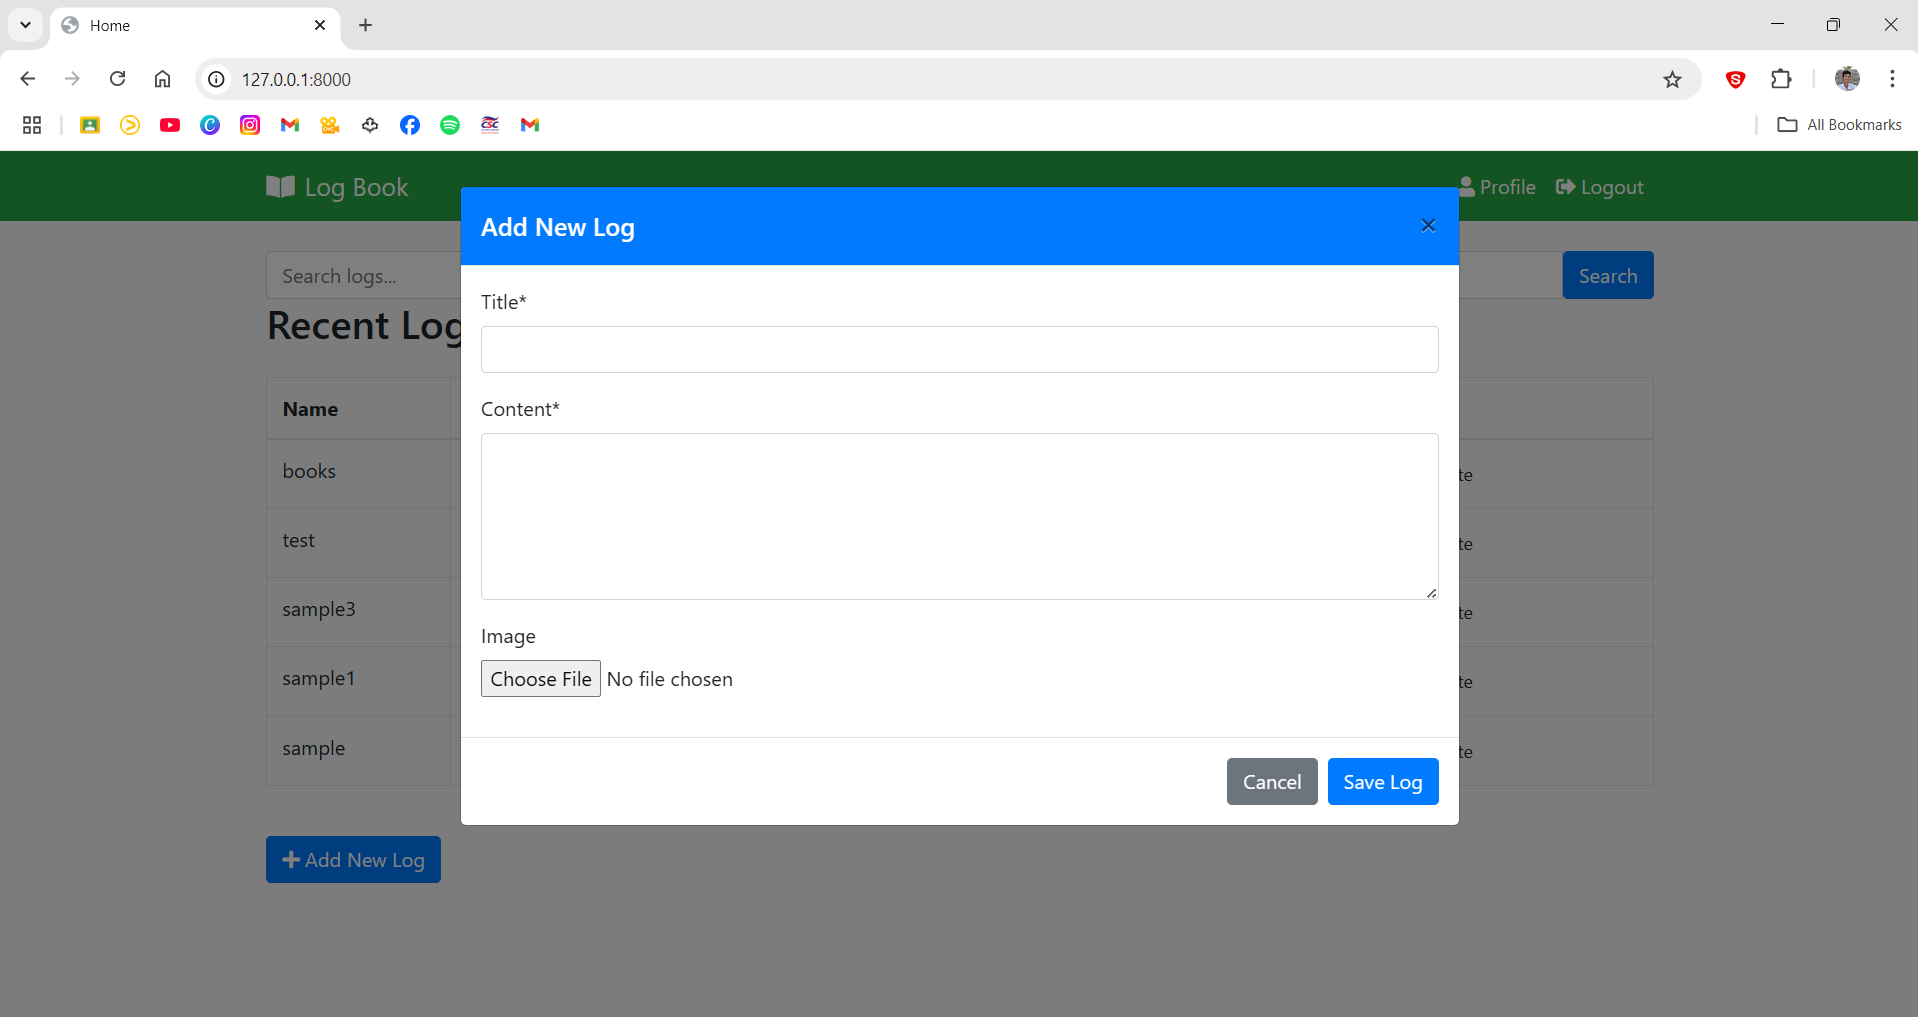 Home
127.0.0.1:8000
All Bookmarks
Log Book
Profile
Logout
Add New Log
×
Search logs...
Search
Title*
Recent Log
Name
Content*
books
te
test
te
sample3
te
Image
sample1
Choose File No file chosen
te
sample
te
Cancel
Save Log
Add New Log
CSC